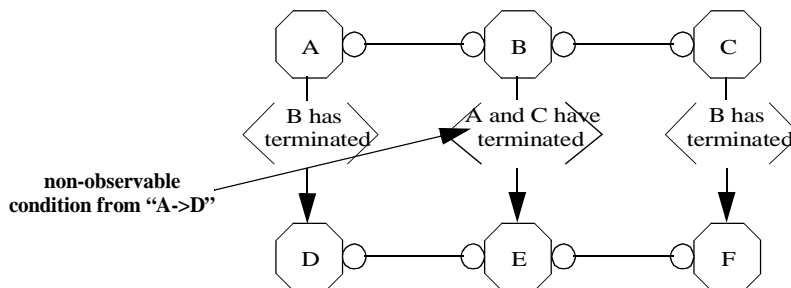 A
B
C
B has
terminated
A and C have
terminated
B has
terminated
non-observable
condition from “A->D”
D
E
F